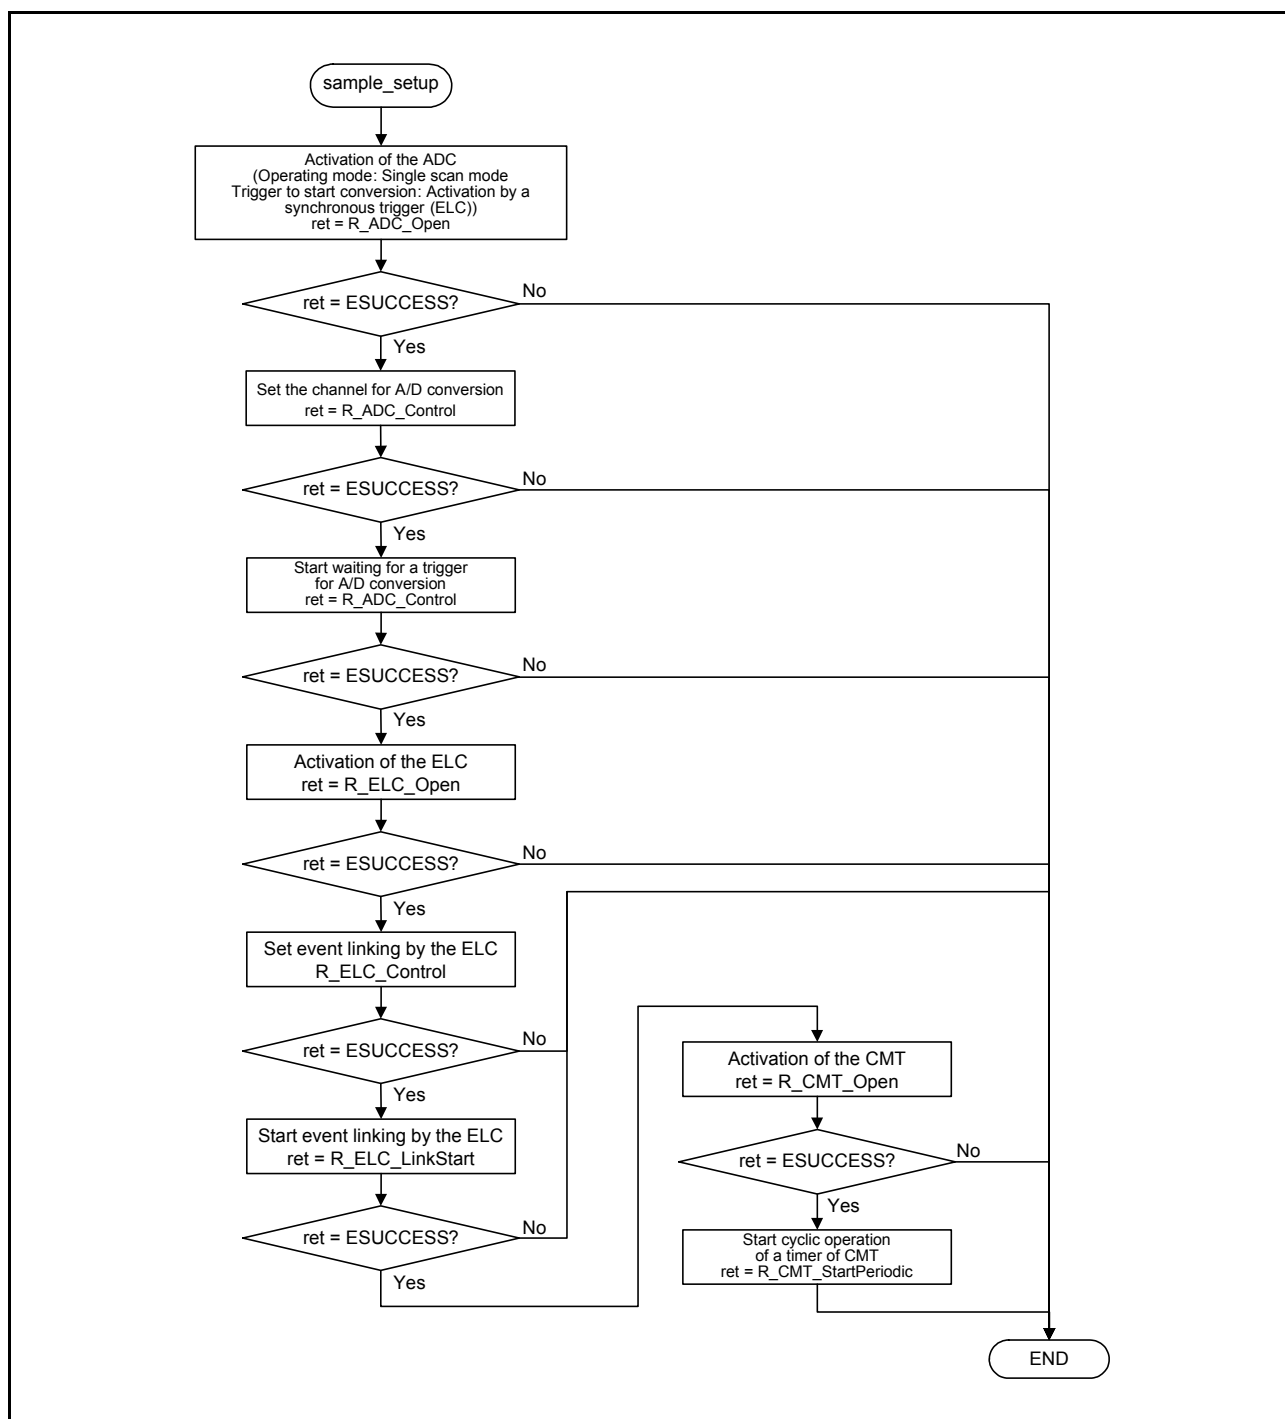 sample_setup
Activation of the ADC
(Operating mode: Single scan mode
Trigger to start conversion: Activation by a
synchronous trigger (ELC))
ret = R_ADC_Open
ret = ESUCCESS?
No
Yes
Set the channel for A/D conversion
ret = R_ADC_Control
ret = ESUCCESS?
No
Yes
Start waiting for a trigger
for A/D conversion
ret = R_ADC_Control
ret = ESUCCESS?
No
Yes
Activation of the ELC
ret = R_ELC_Open
ret = ESUCCESS?
No
Yes
Set event linking by the ELC
R_ELC_Control
ret = ESUCCESS?
No
Yes
Start event linking by the ELC
ret = R_ELC_LinkStart
ret = ESUCCESS?
No
Yes
Activation of the CMT
ret = R_CMT_Open
ret = ESUCCESS?
No
Yes
Start cyclic operation
of a timer of CMT
ret = R_CMT_StartPeriodic
END